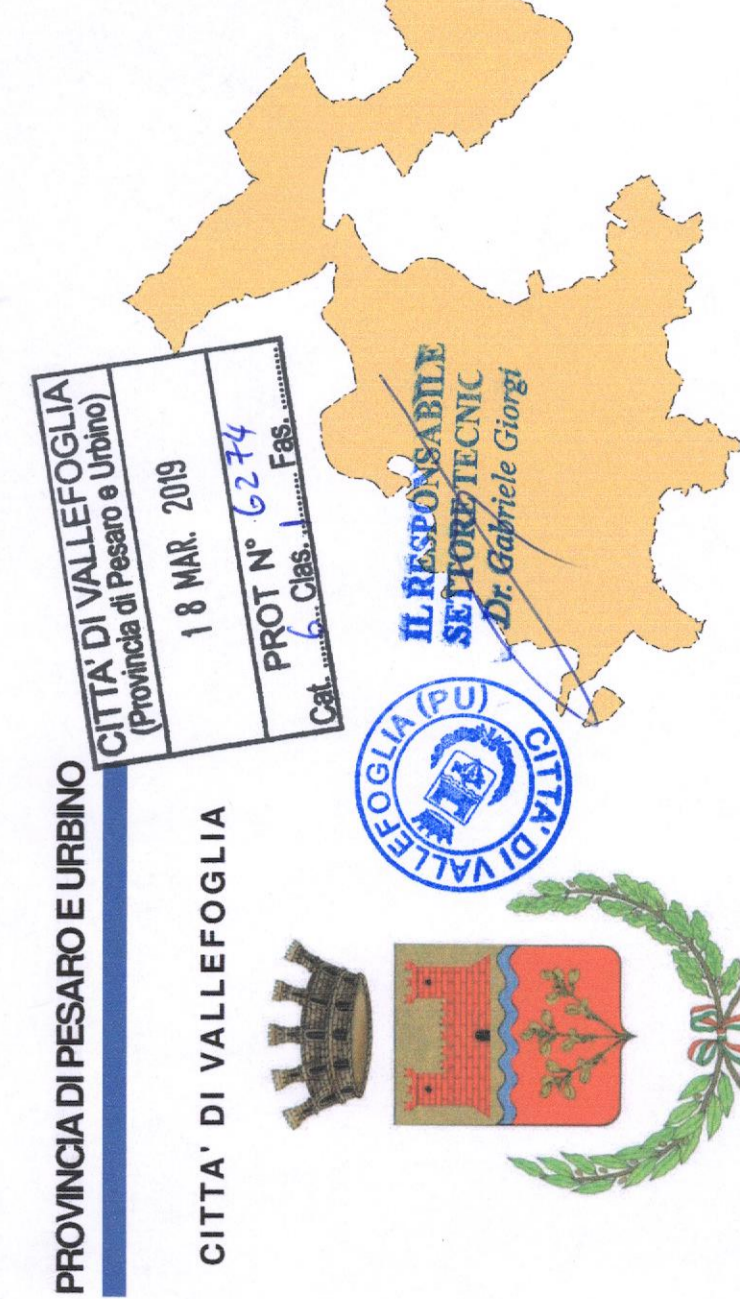 PROVINCIA DI PESARO E URBINO
CITTA' DI VALLEFOGLIA
CITTA' DI VALLEFOGLIA
(Provincia di Pesaro e Urbino)
18 MAR. 2019
PROT N° 6274
Cat. 6 Clas. 1 Fas.
CITTA' DI VALLEFOGLIA (PU)
IL RESPONSABILE
SETTORE TECNIC
Dr. Gabriele Giorgi